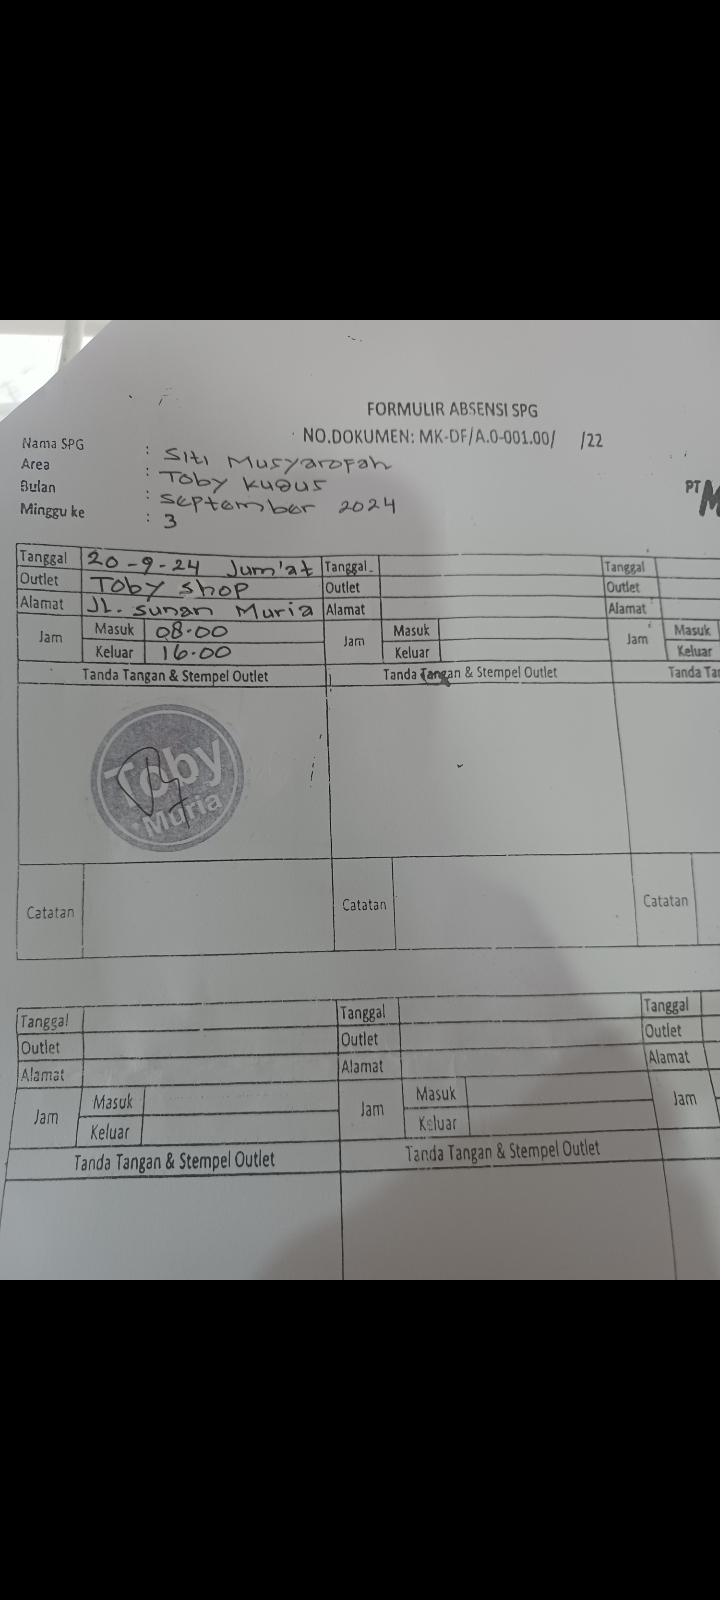 FORMULIR ABSENSI SPG
NO.DOKUMEN: MK-DF/A.0-001.00/ /22
Nama SPG : Siti Musyarofah
Area : Toby Kudus
Bulan : September 2024
Minggu ke : 3
PT M
Tanggal 20-9-24 Jum'at Tanggal Tanggal
Outlet Toby shop Outlet Outlet
Alamat JL. Sunan Muria Alamat Alamat
Jam Masuk 08.00 Jam Masuk Jam Masuk
Keluar 16.00 Keluar Keluar
Tanda Tangan & Stempel Outlet Tanda Tangan & Stempel Outlet Tanda Ta
Toby
Muria
Catatan Catatan Catatan
Tanggal Tanggal Tanggal
Outlet Outlet Outlet
Alamat Alamat Alamat
Jam Masuk Jam Masuk Jam
Keluar Keluar
Tanda Tangan & Stempel Outlet Tanda Tangan & Stempel Outlet